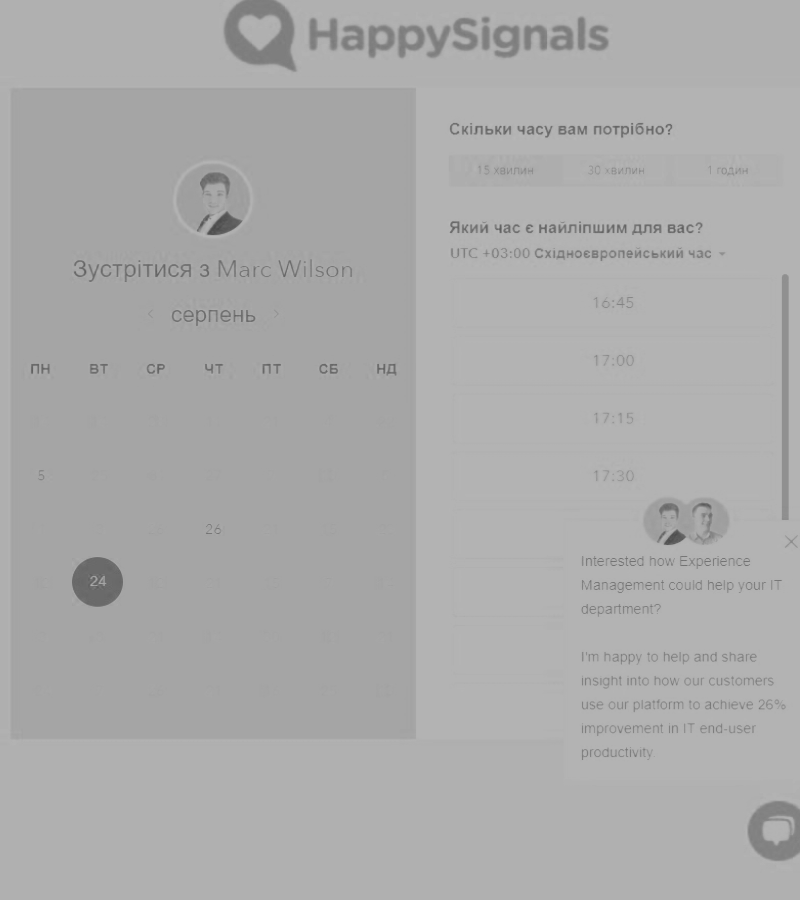 HappySignals
Зустрітися з Marc Wilson
серпень
ПН ВТ СР ЧТ ПТ СБ НД
5
26
24
Скільки часу вам потрібно?
15 хвилин 30 хвилин 1 годин
Який час є найліпшим для вас?
UTC +03:00 Східноєвропейський час
16:45
17:00
17:15
17:30
Interested how Experience
Management could help your IT
department?
I'm happy to help and share
insight into how our customers
use our platform to achieve 26%
improvement in IT end-user
productivity.